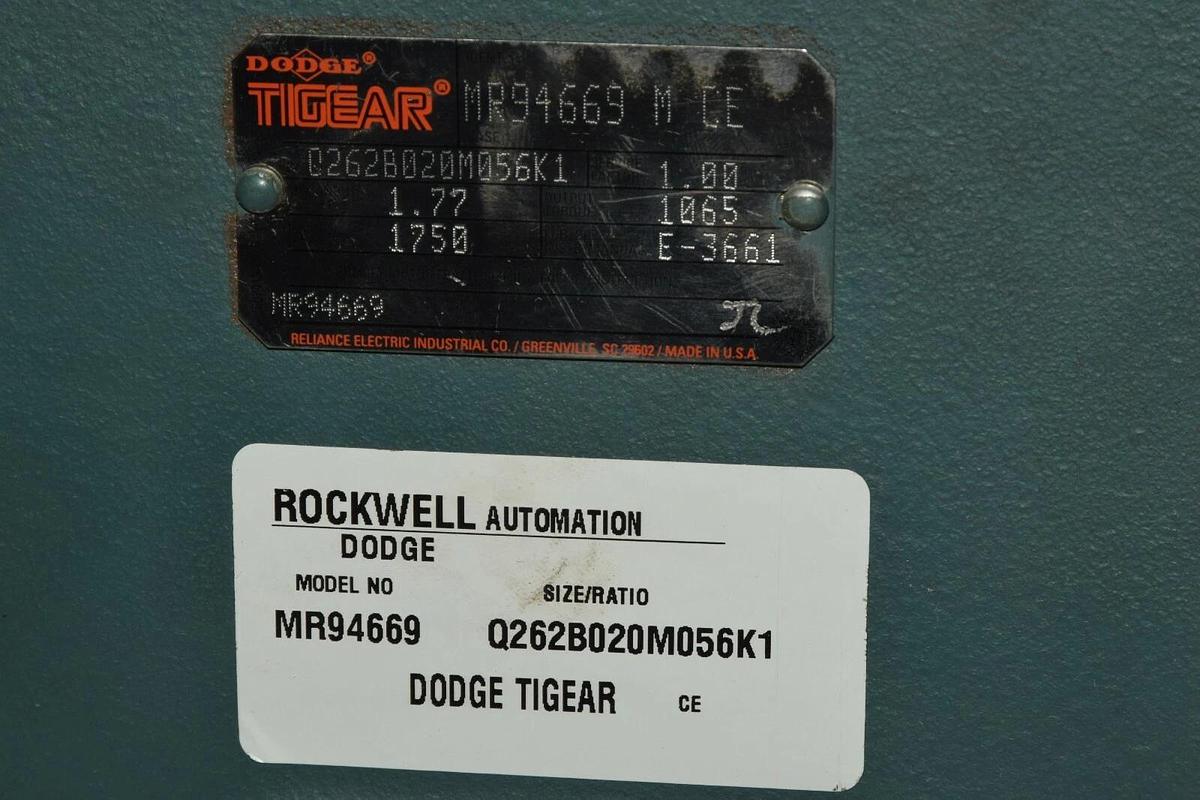 DODGE®
TIGEAR®
MR94669 M CE
Q262B020M056K1 1.00
1.77 OUTPUT 1065
1750 E-3661
MR94669
RELIANCE ELECTRIC INDUSTRIAL CO. / GREENVILLE, SC 29602 / MADE IN U.S.A.
ROCKWELL AUTOMATION
DODGE
MODEL NO SIZE/RATIO
MR94669 Q262B020M056K1
DODGE TIGEAR CE